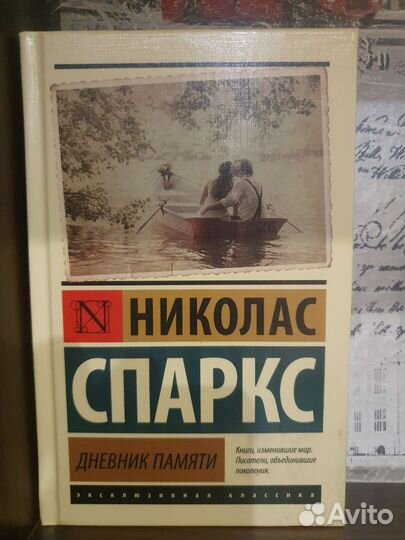 N НИКОЛАС
СПАРКС
ДНЕВНИК ПАМЯТИ
Книги, изменившие мир.
Писатели, объединившие
поколения.
эксклюзивная классика
Avito